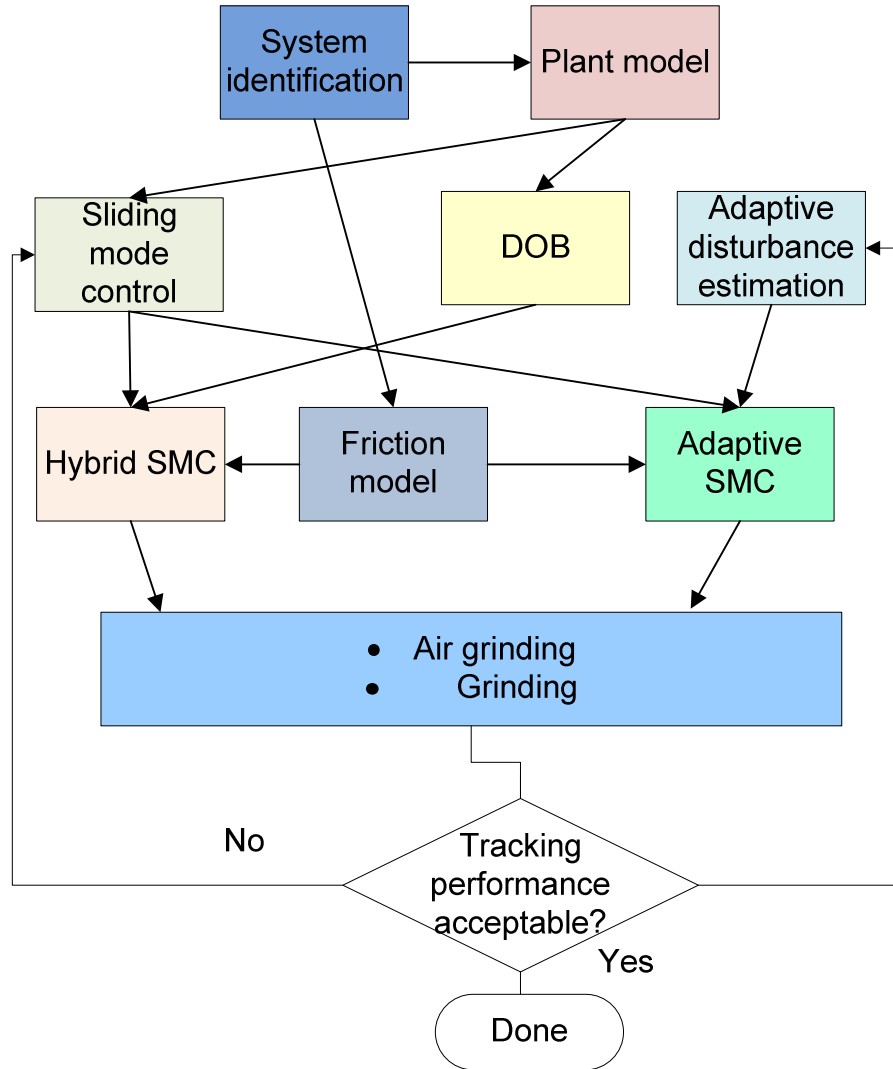 System
identification
Plant model
Sliding
mode
control
DOB
Adaptive
disturbance
estimation
Hybrid SMC
Friction
model
Adaptive
SMC
• Air grinding
• Grinding
No
Tracking
performance
acceptable?
Yes
Done